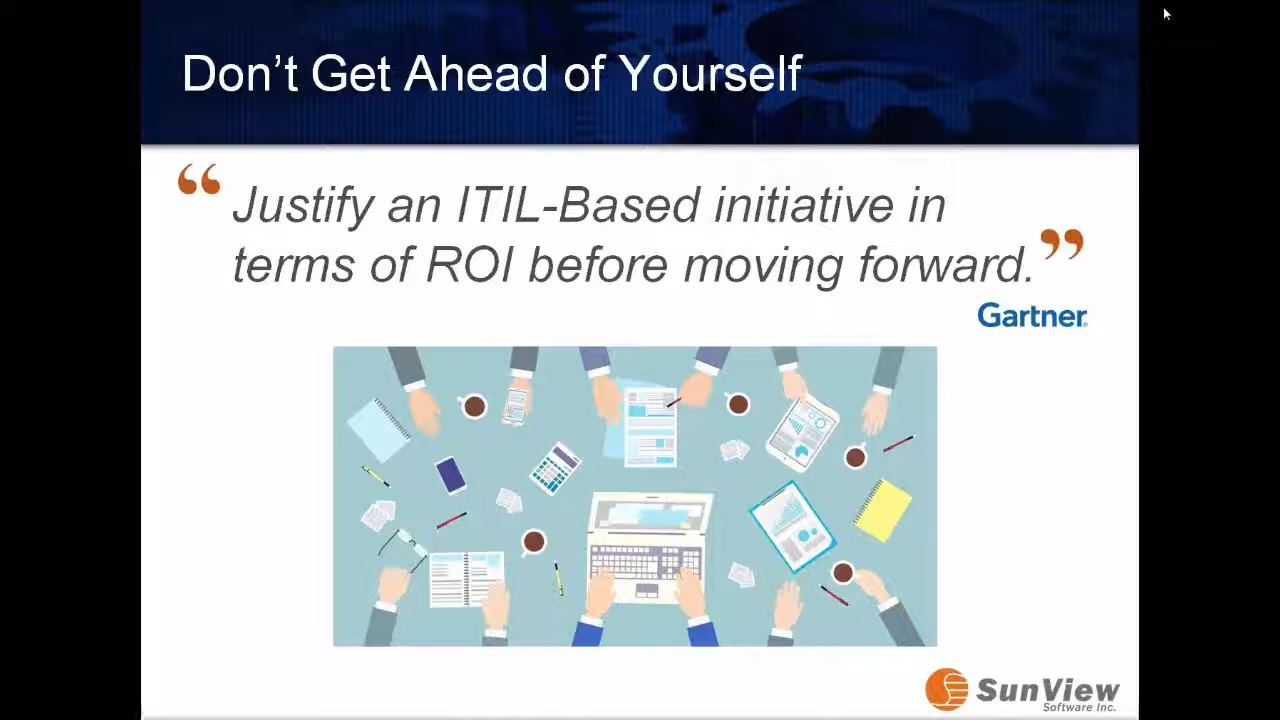 Don't Get Ahead of Yourself
“Justify an ITIL-Based initiative in
terms of ROI before moving forward.”
Gartner®
SunView
Software Inc.